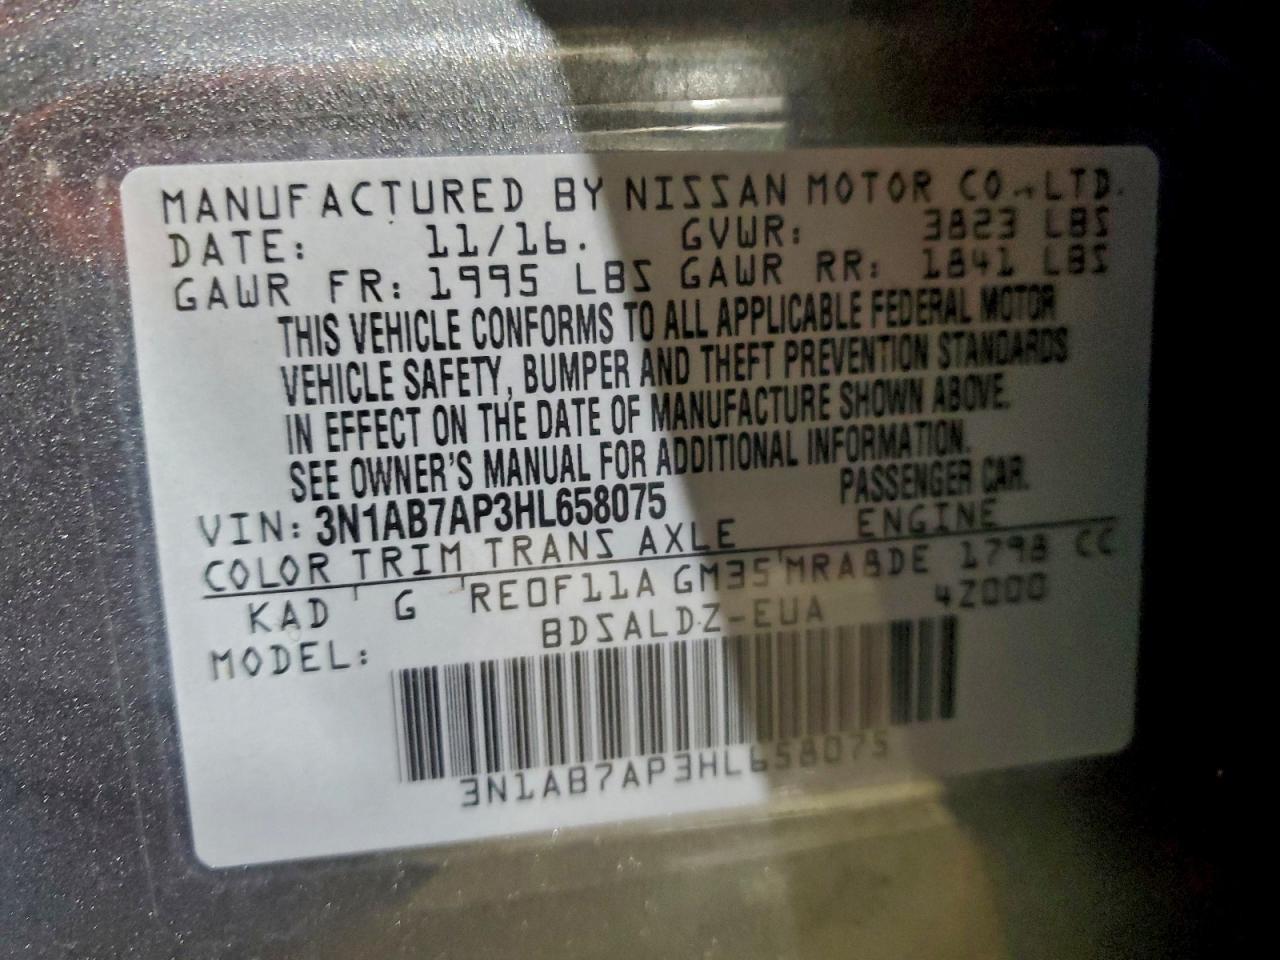 MANUFACTURED BY NISSAN MOTOR CO., LTD.
DATE: 11/16. GVWR: 3823 LBS
GAWR FR: 1995 LBS GAWR RR: 1841 LBS
THIS VEHICLE CONFORMS TO ALL APPLICABLE FEDERAL MOTOR
VEHICLE SAFETY, BUMPER AND THEFT PREVENTION STANDARDS
IN EFFECT ON THE DATE OF MANUFACTURE SHOWN ABOVE.
SEE OWNER'S MANUAL FOR ADDITIONAL INFORMATION.
VIN: 3N1AB7AP3HL658075 PASSENGER CAR.
COLOR TRIM TRANS AXLE ENGINE
KAD G RE0F11A GM35 MRA8DE 1798 CC
MODEL: BDSALDZ-EUA 42000
3N1AB7AP3HL658075